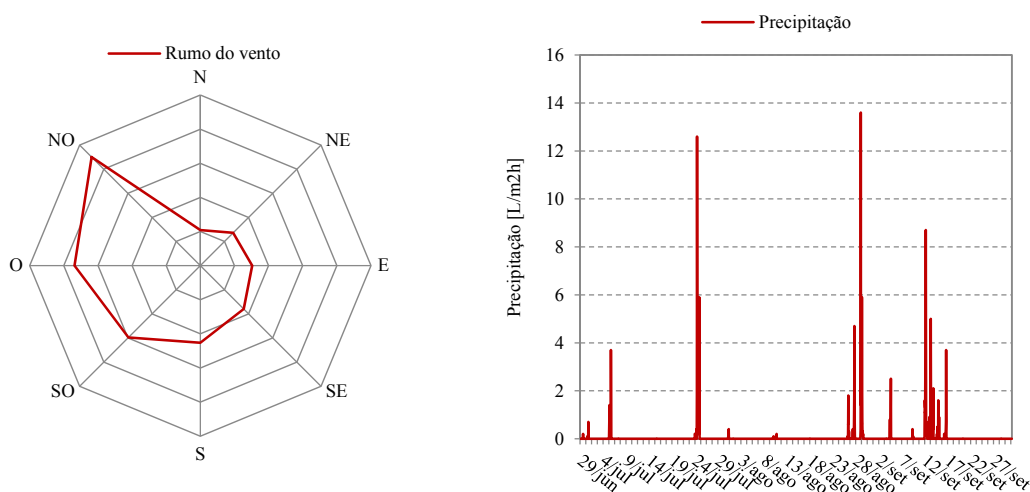 Rumo do vento
N
NE
E
SE
S
SO
O
NO
Precipitação
Precipitação [L/m2h]
16
14
12
10
8
6
4
2
0
29/jun
4/jul
9/jul
14/jul
19/jul
24/jul
29/jul
3/ago
8/ago
13/ago
18/ago
23/ago
28/ago
2/set
7/set
12/set
17/set
22/set
27/set